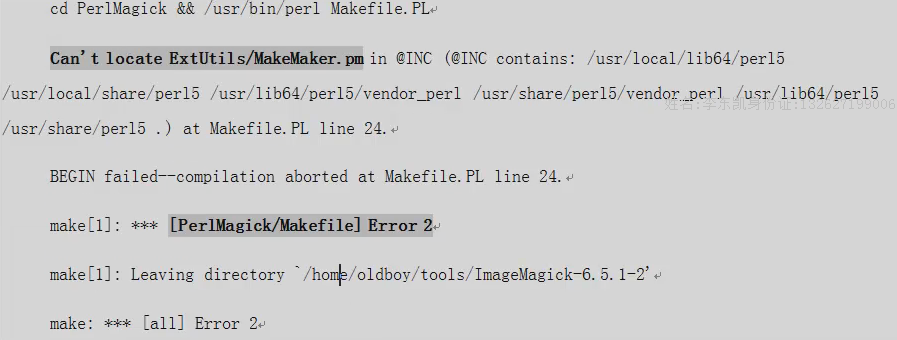 cd PerlMagick && /usr/bin/perl Makefile.PL
Can't locate ExtUtils/MakeMaker.pm in @INC (@INC contains: /usr/local/lib64/perl5
/usr/local/share/perl5 /usr/lib64/perl5/vendor_perl /usr/share/perl5/vendor_perl /usr/lib64/perl5
/usr/share/perl5 .) at Makefile.PL line 24.
BEGIN failed--compilation aborted at Makefile.PL line 24.
make[1]: *** [PerlMagick/Makefile] Error 2
make[1]: Leaving directory `/home/oldboy/tools/ImageMagick-6.5.1-2'
make: *** [all] Error 2